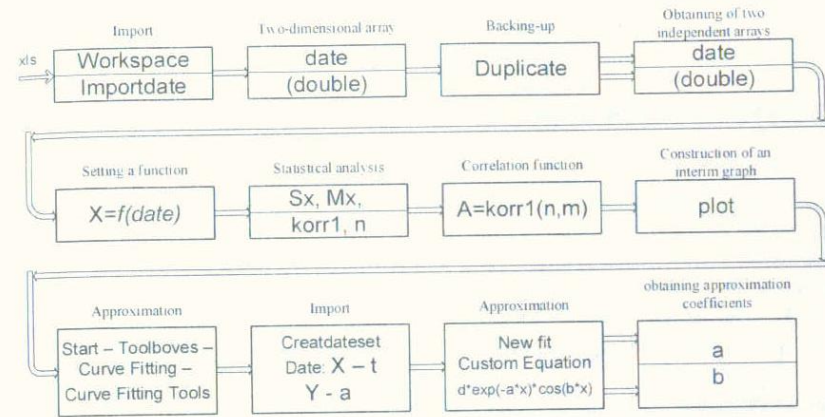 Import
Two-dimensional array
Backing-up
Obtaining of two
independent arrays
xls
Workspace
Importdate
date
(double)
Duplicate
date
(double)
Setting a function
Statistical analysis
Correlation function
Construction of an
interim graph
X=f(date)
Sx, Mx,
korr1, n
A=korr1(n,m)
plot
Approximation
Import
Approximation
obtaining approximation
coefficients
Start – Toolboves –
Curve Fitting –
Curve Fitting Tools
Creatdateset
Date: X – t
Y - a
New fit
Custom Equation
d*exp(-a*x)*cos(b*x)
a
b